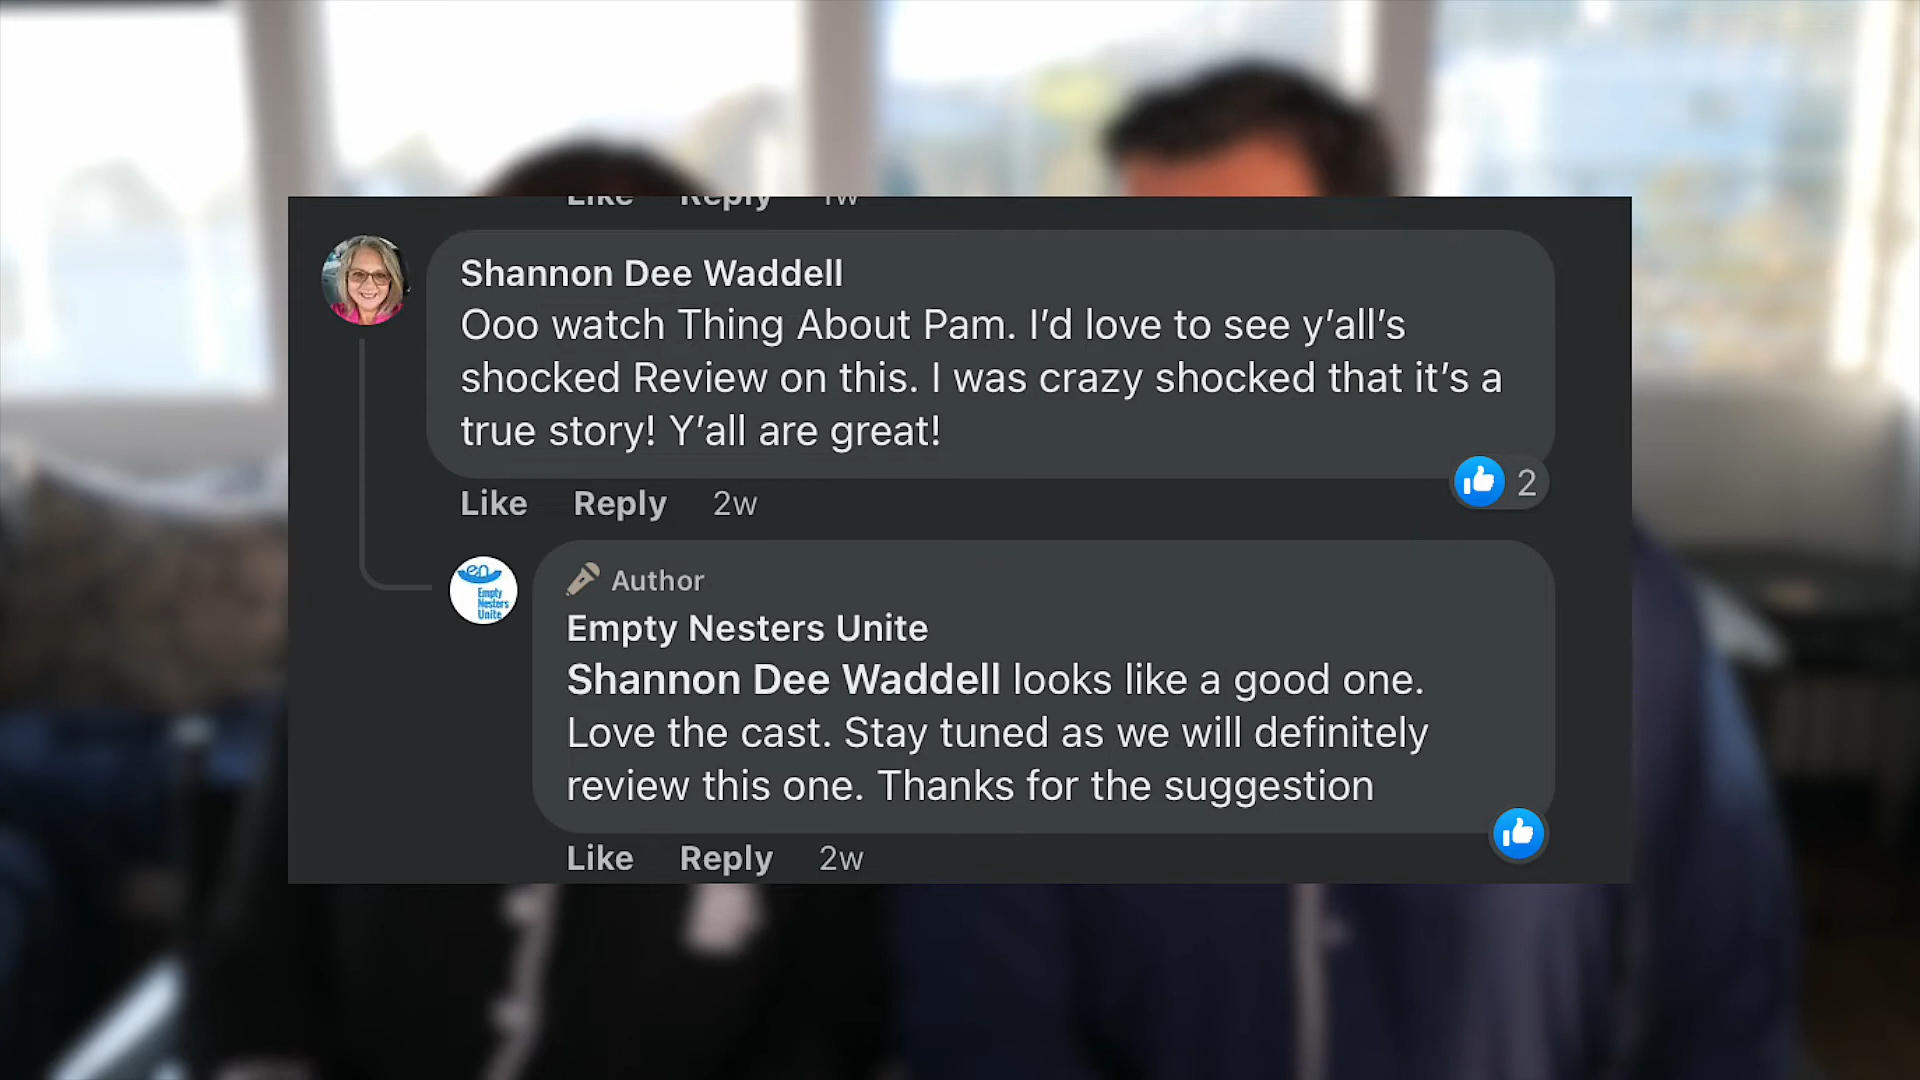 Like Reply 1w
Shannon Dee Waddell
Ooo watch Thing About Pam. I’d love to see y’all’s
shocked Review on this. I was crazy shocked that it’s a
true story! Y’all are great!
Like Reply 2w
2
Author
en
Empty
Nesters
Unite
Empty Nesters Unite
Shannon Dee Waddell looks like a good one.
Love the cast. Stay tuned as we will definitely
review this one. Thanks for the suggestion
Like Reply 2w